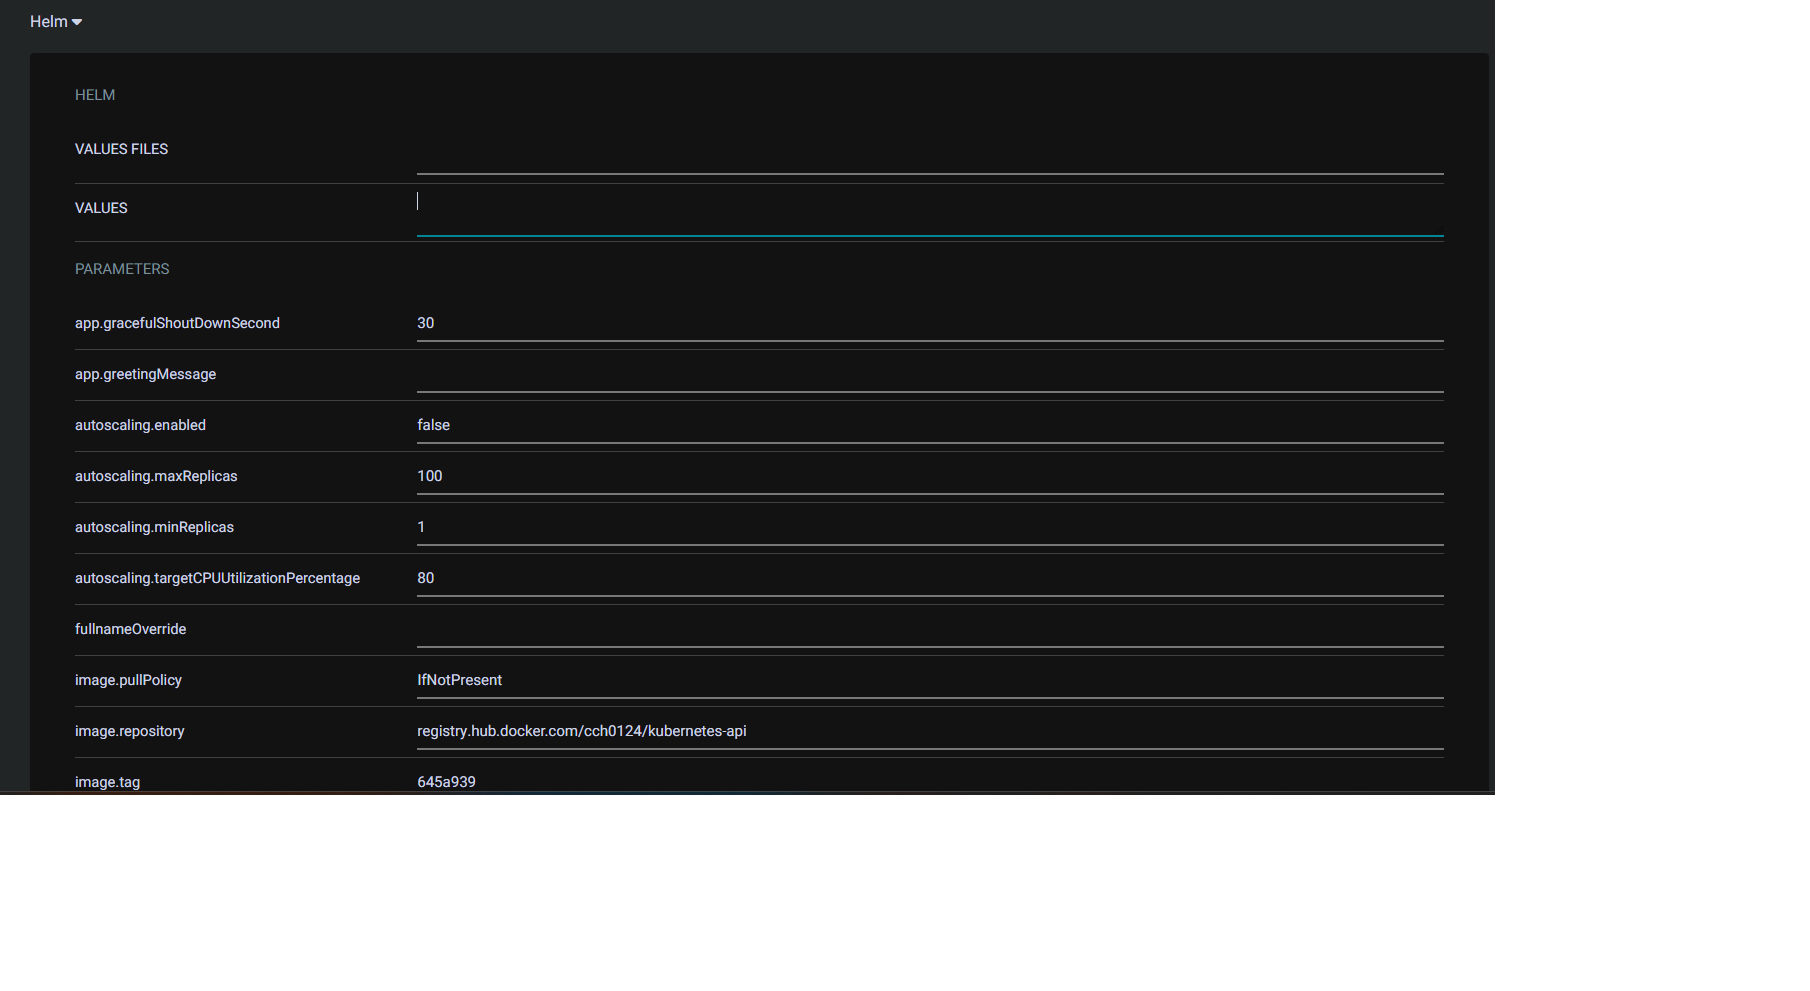 Helm
HELM
VALUES FILES
VALUES
PARAMETERS
app.gracefulShoutDownSecond 30
app.greetingMessage
autoscaling.enabled false
autoscaling.maxReplicas 100
autoscaling.minReplicas 1
autoscaling.targetCPUUtilizationPercentage 80
fullnameOverride
image.pullPolicy IfNotPresent
image.repository registry.hub.docker.com/cch0124/kubernetes-api
image.tag 645a939